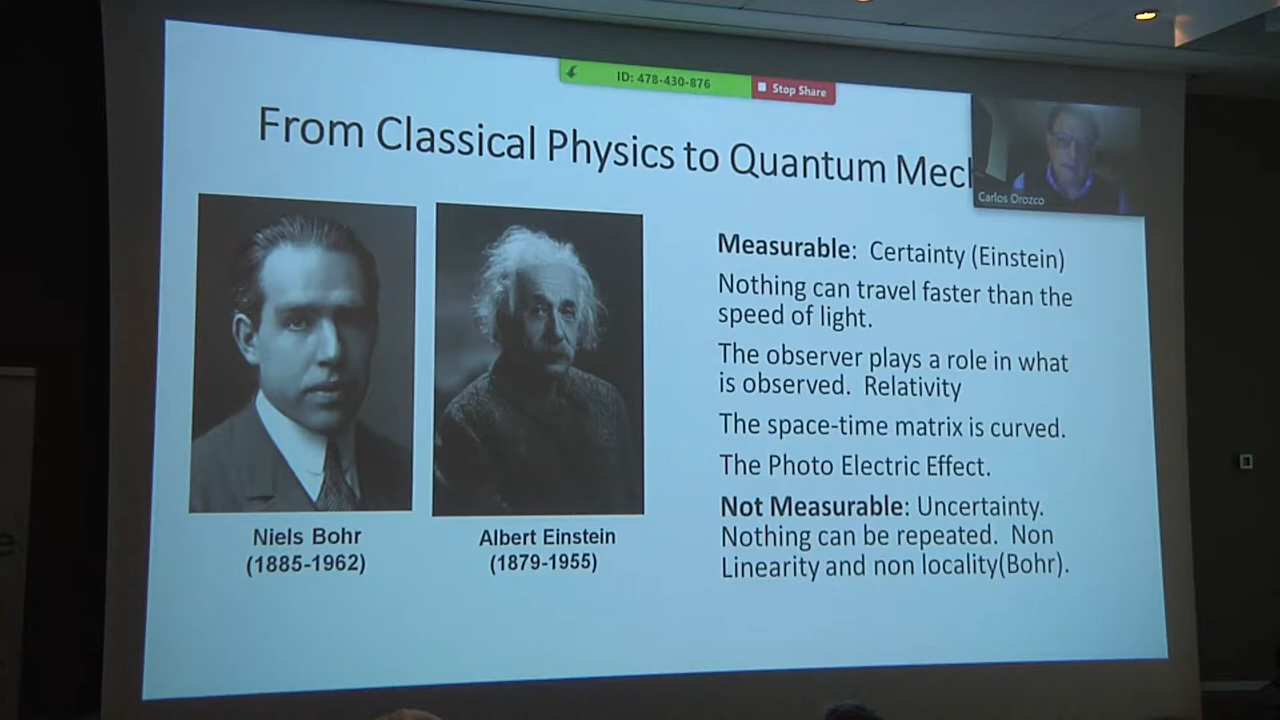 ID: 478-430-876
Stop Share
From Classical Physics to Quantum Mech
Carlos Orozco
Measurable: Certainty (Einstein)
Nothing can travel faster than the
speed of light.
The observer plays a role in what
is observed. Relativity
The space-time matrix is curved.
The Photo Electric Effect.
Not Measurable: Uncertainty.
Nothing can be repeated. Non
Linearity and non locality(Bohr).
Niels Bohr
(1885-1962)
Albert Einstein
(1879-1955)